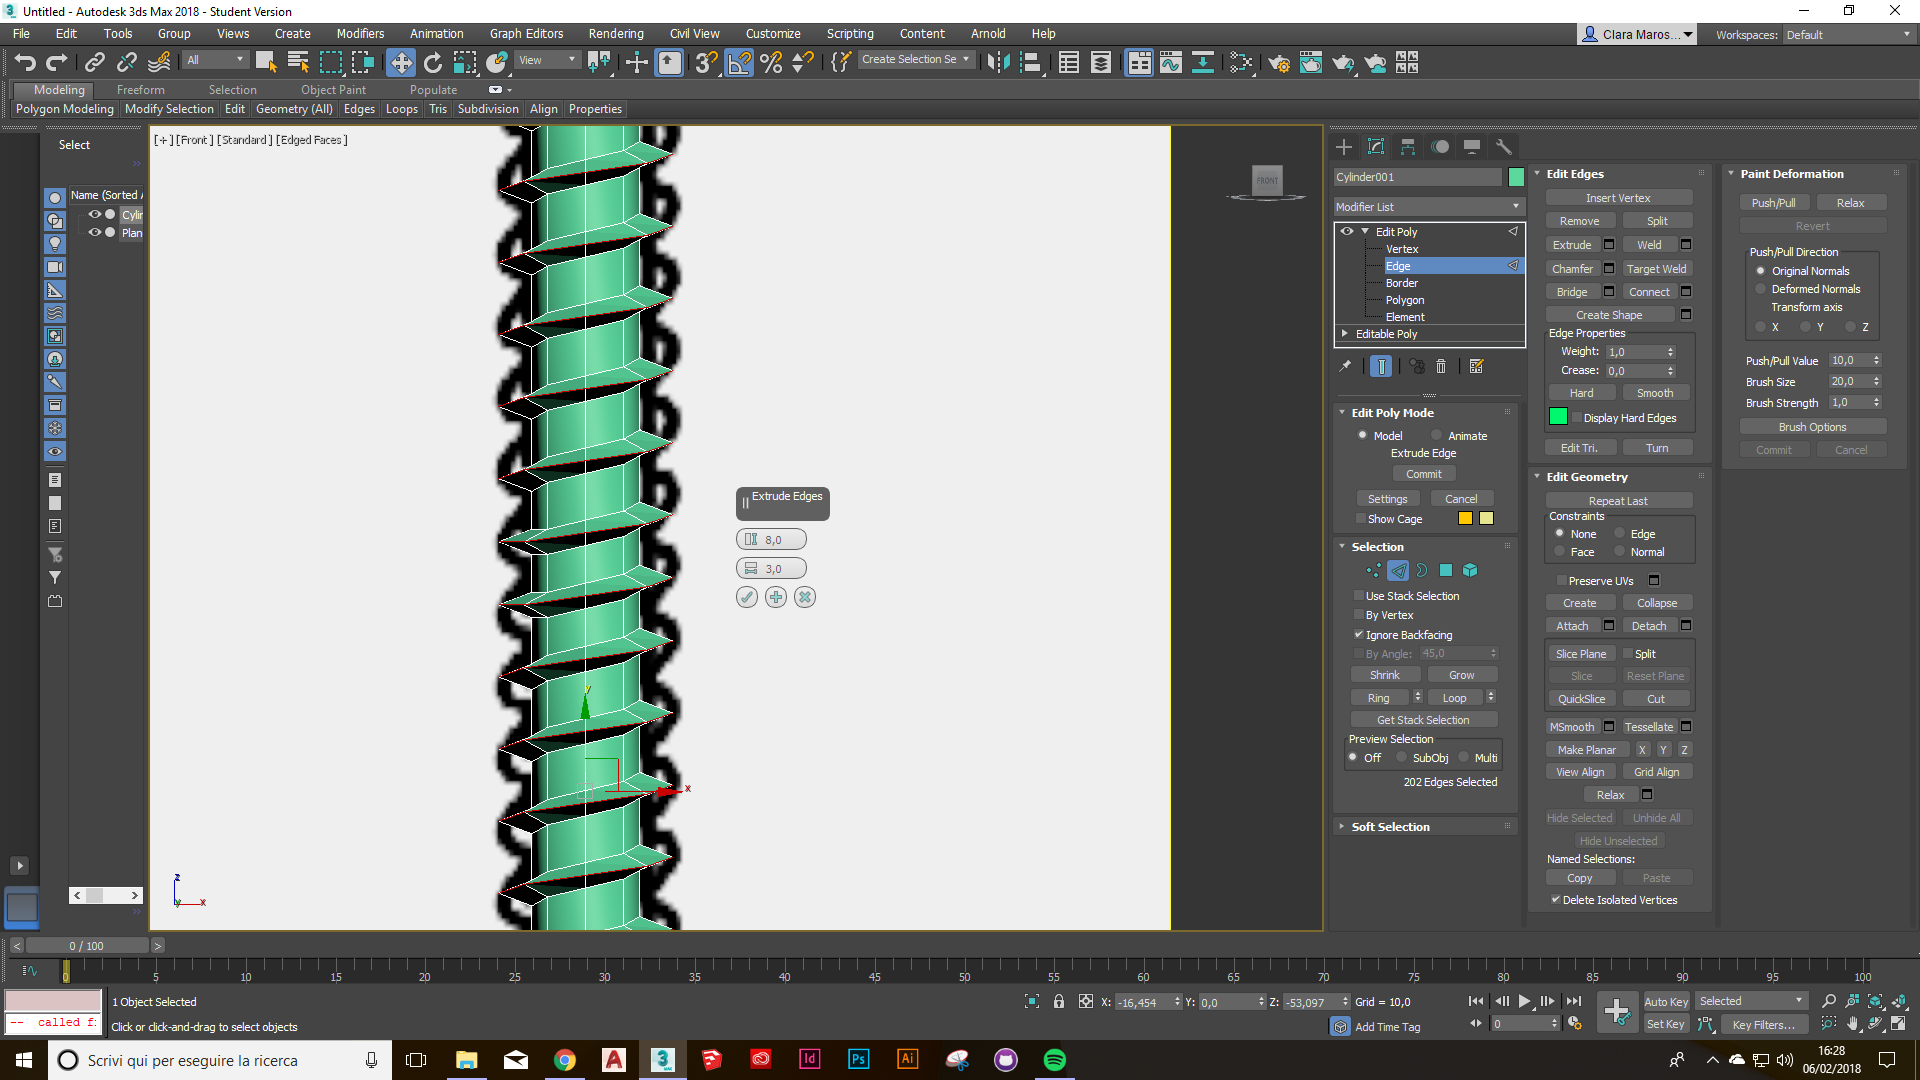 Untitled - Autodesk 3ds Max 2018 - Student Version
File Edit Tools Group Views Create Modifiers Animation Graph Editors Rendering Civil View Customize Scripting Content Arnold Help
Clara Maros... Workspaces: Default
All View Create Selection Se
Modeling Freeform Selection Object Paint Populate
Polygon Modeling Modify Selection Edit Geometry (All) Edges Loops Tris Subdivision Align Properties
Select
Name (Sorted A
Cylin
Plan
[+] [Front] [Standard] [Edged Faces]
FRONT
Extrude Edges
8,0
3,0
y
x
z
x
y
Cylinder001
Modifier List
Edit Poly
Vertex
Edge
Border
Polygon
Element
Editable Poly
Edit Poly Mode
Model Animate
Extrude Edge
Commit
Settings Cancel
Show Cage
Selection
Use Stack Selection
By Vertex
Ignore Backfacing
By Angle: 45,0
Shrink Grow
Ring Loop
Get Stack Selection
Preview Selection
Off SubObj Multi
202 Edges Selected
Soft Selection
Edit Edges
Insert Vertex
Remove Split
Extrude Weld
Chamfer Target Weld
Bridge Connect
Create Shape
Edge Properties
Weight: 1,0
Crease: 0,0
Hard Smooth
Display Hard Edges
Edit Tri. Turn
Edit Geometry
Repeat Last
Constraints
None Edge
Face Normal
Preserve UVs
Create Collapse
Attach Detach
Slice Plane Split
Slice Reset Plane
QuickSlice Cut
MSmooth Tessellate
Make Planar X Y Z
View Align Grid Align
Relax
Hide Selected Unhide All
Hide Unselected
Named Selections:
Copy Paste
Delete Isolated Vertices
Paint Deformation
Push/Pull Relax
Revert
Push/Pull Direction
Original Normals
Deformed Normals
Transform axis
X Y Z
Push/Pull Value 10,0
Brush Size 20,0
Brush Strength 1,0
Brush Options
Commit Cancel
< 0 / 100 >
0 5 10 15 20 25 30 35 40 45 50 55 60 65 70 75 80 85 90 95 100
1 Object Selected
X: -16,454 Y: 0,0 Z: -53,097 Grid = 10,0
Auto Key Selected
-- called f:
Click or click-and-drag to select objects
Add Time Tag
0
Set Key Key Filters...
Scrivi qui per eseguire la ricerca
3 MAX
Id Ps Ai
16:28
06/02/2018